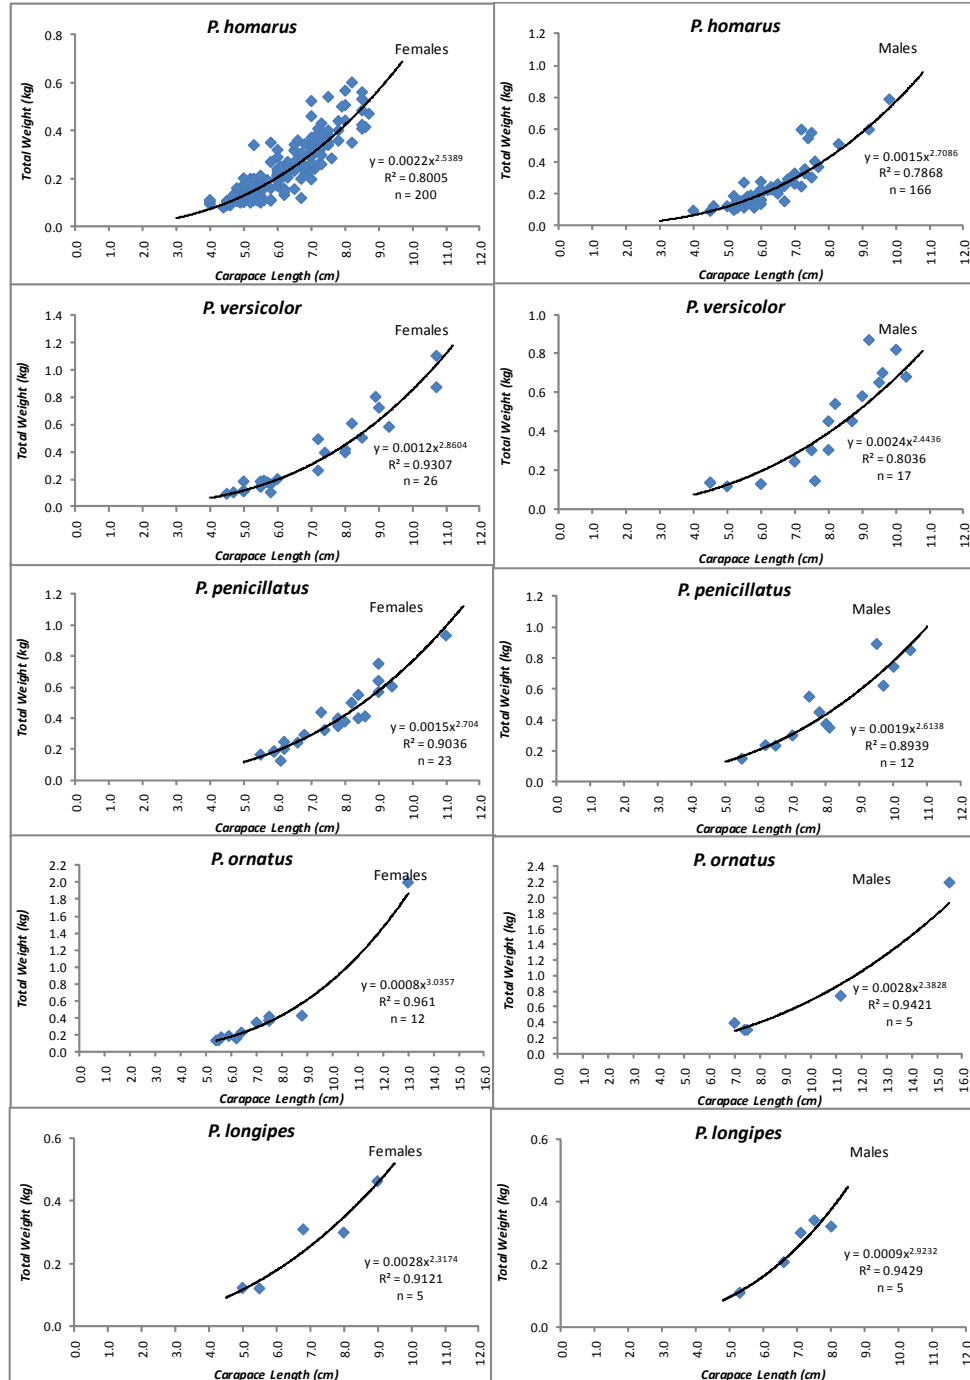 P. homarus
Females
Total Weight (kg)
0.8
0.6
0.4
0.2
0.0
y = 0.0022x^2.5389
R² = 0.8005
n = 200
0.0 1.0 2.0 3.0 4.0 5.0 6.0 7.0 8.0 9.0 10.0 11.0 12.0
Carapace Length (cm)
P. homarus
Males
Total Weight (kg)
1.2
1.0
0.8
0.6
0.4
0.2
0.0
y = 0.0015x^2.7086
R² = 0.7868
n = 166
0.0 1.0 2.0 3.0 4.0 5.0 6.0 7.0 8.0 9.0 10.0 11.0 12.0
Carapace Length (cm)
P. versicolor
Females
Total Weight (kg)
1.4
1.2
1.0
0.8
0.6
0.4
0.2
0.0
y = 0.0012x^2.8604
R² = 0.9307
n = 26
0.0 1.0 2.0 3.0 4.0 5.0 6.0 7.0 8.0 9.0 10.0 11.0 12.0
Carapace Length (cm)
P. versicolor
Males
Total Weight (kg)
1.0
0.8
0.6
0.4
0.2
0.0
y = 0.0024x^2.4436
R² = 0.8036
n = 17
0.0 1.0 2.0 3.0 4.0 5.0 6.0 7.0 8.0 9.0 10.0 11.0 12.0
Carapace Length (cm)
P. penicillatus
Females
Total Weight (kg)
1.2
1.0
0.8
0.6
0.4
0.2
0.0
y = 0.0015x^2.704
R² = 0.9036
n = 23
0.0 1.0 2.0 3.0 4.0 5.0 6.0 7.0 8.0 9.0 10.0 11.0 12.0
Carapace Length (cm)
P. penicillatus
Males
Total Weight (kg)
1.2
1.0
0.8
0.6
0.4
0.2
0.0
y = 0.0019x^2.6138
R² = 0.8939
n = 12
0.0 1.0 2.0 3.0 4.0 5.0 6.0 7.0 8.0 9.0 10.0 11.0 12.0
Carapace Length (cm)
P. ornatus
Females
Total Weight (kg)
2.2
2.0
1.8
1.6
1.4
1.2
1.0
0.8
0.6
0.4
0.2
0.0
y = 0.0008x^3.0357
R² = 0.961
n = 12
0.0 1.0 2.0 3.0 4.0 5.0 6.0 7.0 8.0 9.0 10.0 11.0 12.0 13.0 14.0 15.0 16.0
Carapace Length (cm)
P. ornatus
Males
Total Weight (kg)
2.4
2.2
2.0
1.8
1.6
1.4
1.2
1.0
0.8
0.6
0.4
0.2
0.0
y = 0.0028x^2.3828
R² = 0.9421
n = 5
0.0 1.0 2.0 3.0 4.0 5.0 6.0 7.0 8.0 9.0 10.0 11.0 12.0 13.0 14.0 15.0 16.0
Carapace Length (cm)
P. longipes
Females
Total Weight (kg)
0.6
0.4
0.2
0.0
y = 0.0028x^2.3174
R² = 0.9121
n = 5
0.0 1.0 2.0 3.0 4.0 5.0 6.0 7.0 8.0 9.0 10.0 11.0 12.0
Carapace Length (cm)
P. longipes
Males
Total Weight (kg)
0.6
0.4
0.2
0.0
y = 0.0009x^2.9232
R² = 0.9429
n = 5
0.0 1.0 2.0 3.0 4.0 5.0 6.0 7.0 8.0 9.0 10.0 11.0 12.0
Carapace Length (cm)